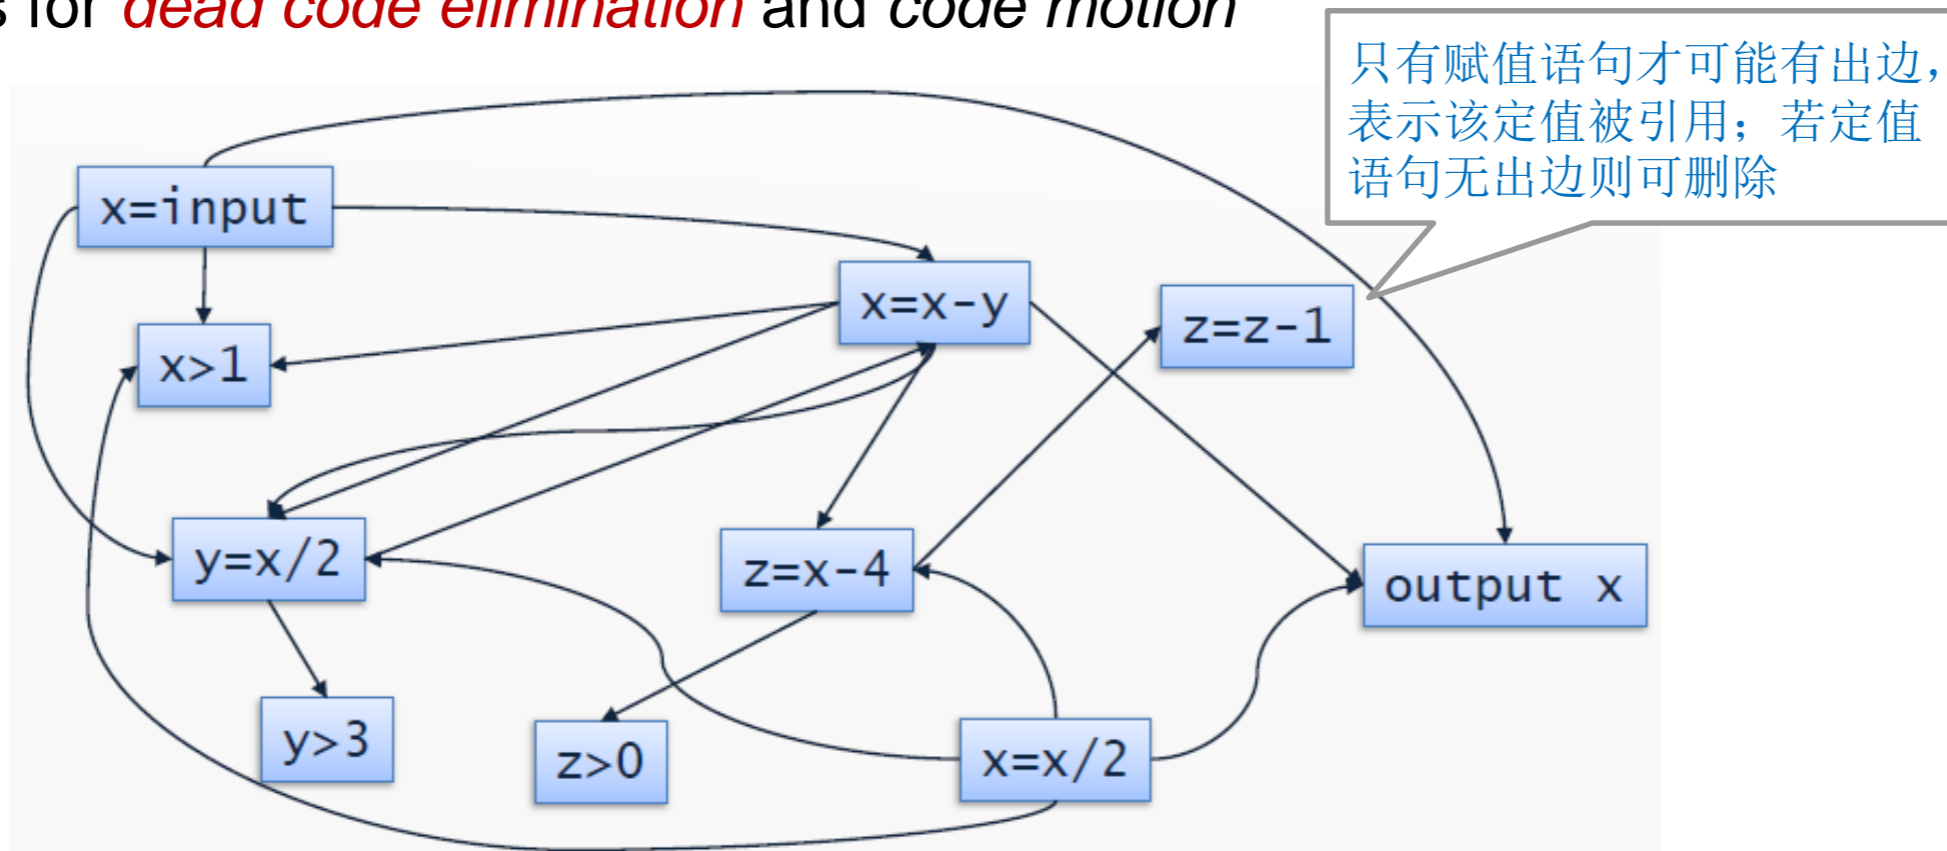 s for dead code elimination and code motion
只有赋值语句才可能有出边，
表示该定值被引用；若定值
语句无出边则可删除
x=input
x=x-y
z=z-1
x>1
y=x/2
z=x-4
output x
y>3
z>0
x=x/2